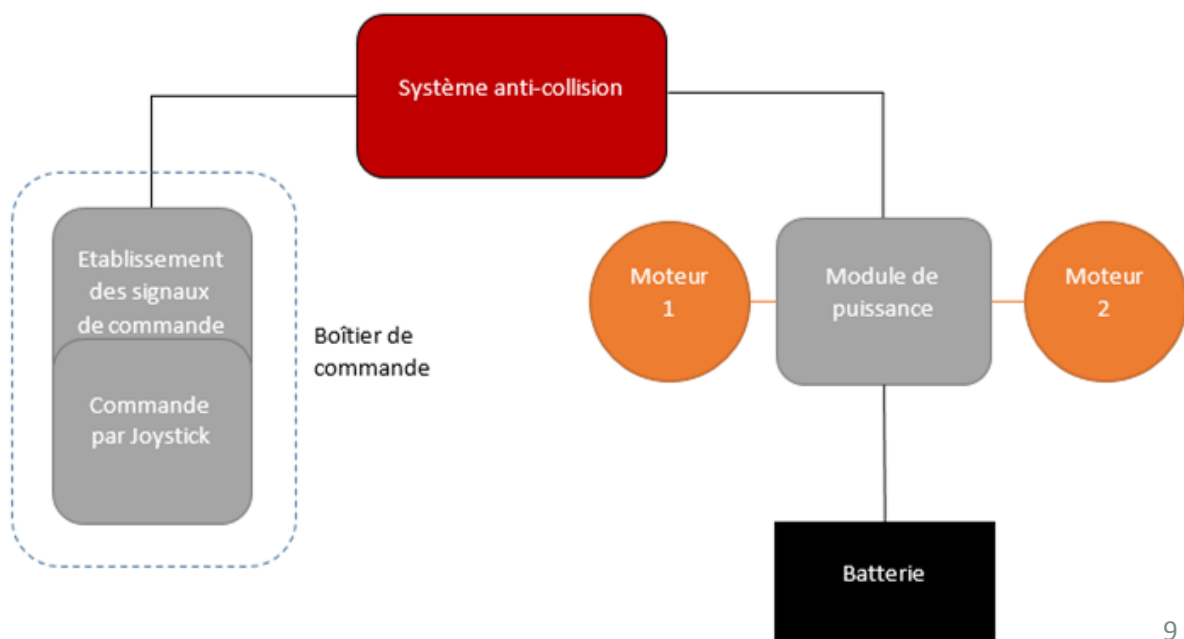 Système anti-collision
Etablissement
des signaux
de commande
Commande
par Joystick
Boîtier de
commande
Moteur
1
Module de
puissance
Moteur
2
Batterie
9